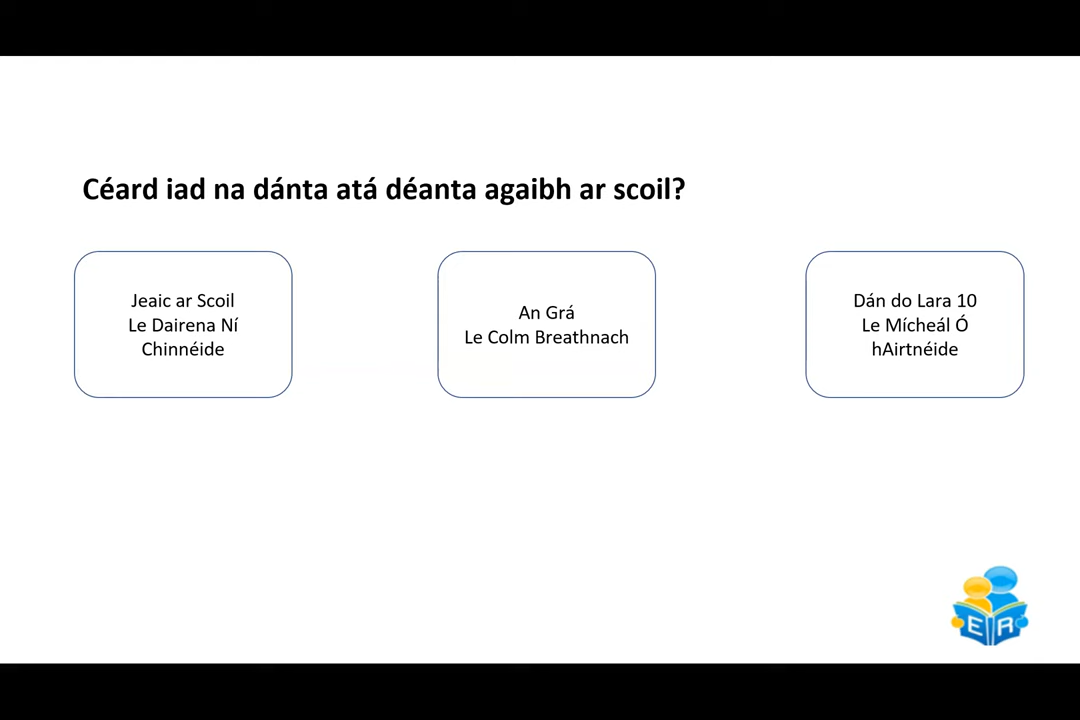 Céard iad na dánta atá déanta agaibh ar scoil?
Jeaic ar Scoil
Le Dairena Ní
Chinnéide
An Grá
Le Colm Breathnach
Dán do Lara 10
Le Mícheál Ó
hAirtnéide
E R